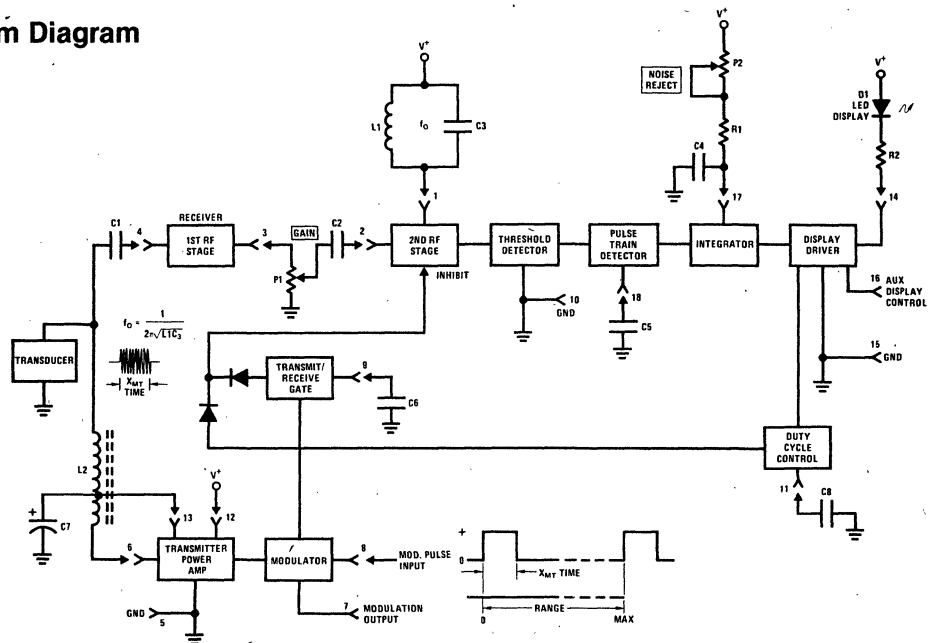 m Diagram
V+
P2
NOISE
REJECT
V+
V+
D1
LED
DISPLAY
L1
fO
C3
R1
C4
R2
1
17
14
C1
4
RECEIVER
1ST RF
STAGE
3
GAIN
C2
2
P1
2ND RF
STAGE
INHIBIT
THRESHOLD
DETECTOR
PULSE
TRAIN
DETECTOR
INTEGRATOR
DISPLAY
DRIVER
10
GND
18
C5
16 AUX
DISPLAY
CONTROL
15
GND
fO = 1
2π√L1C3
TRANSDUCER
XMT
TIME
TRANSMIT/
RECEIVE
GATE
9
C6
DUTY
CYCLE
CONTROL
11
C8
L2
V+
+
C7
13
12
6
TRANSMITTER
POWER
AMP
MODULATOR
8
MOD. PULSE
INPUT
+
0
XMT TIME
GND
5
7
MODULATION
OUTPUT
RANGE
0
MAX